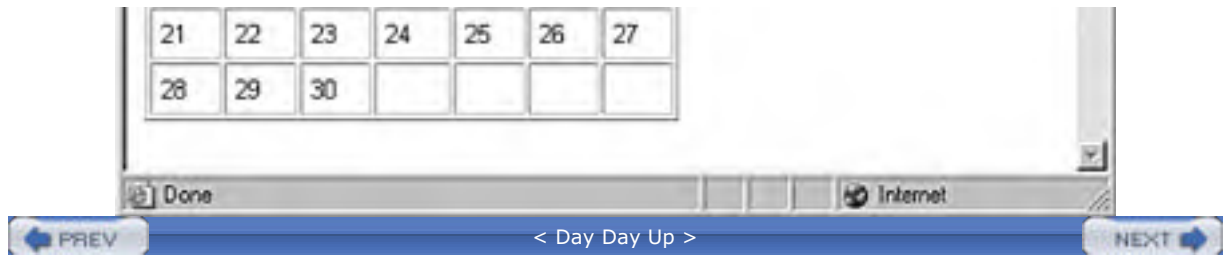 21 22 23 24 25 26 27
28 29 30
Done Internet
PREV < Day Day Up > NEXT